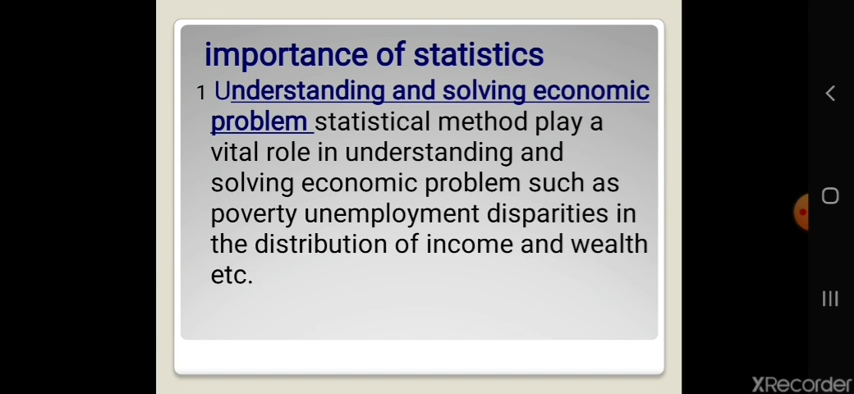 importance of statistics
1 Understanding and solving economic
problem statistical method play a
vital role in understanding and
solving economic problem such as
poverty unemployment disparities in
the distribution of income and wealth
etc.
XRecorder